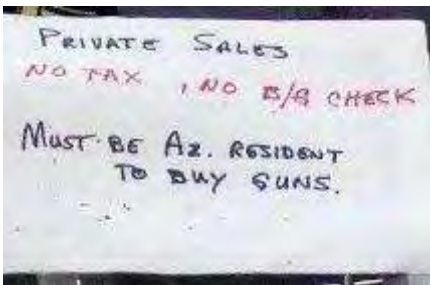 PRIVATE SALES
NO TAX , NO B/G CHECK
MUST BE AZ. RESIDENT
TO BUY GUNS.